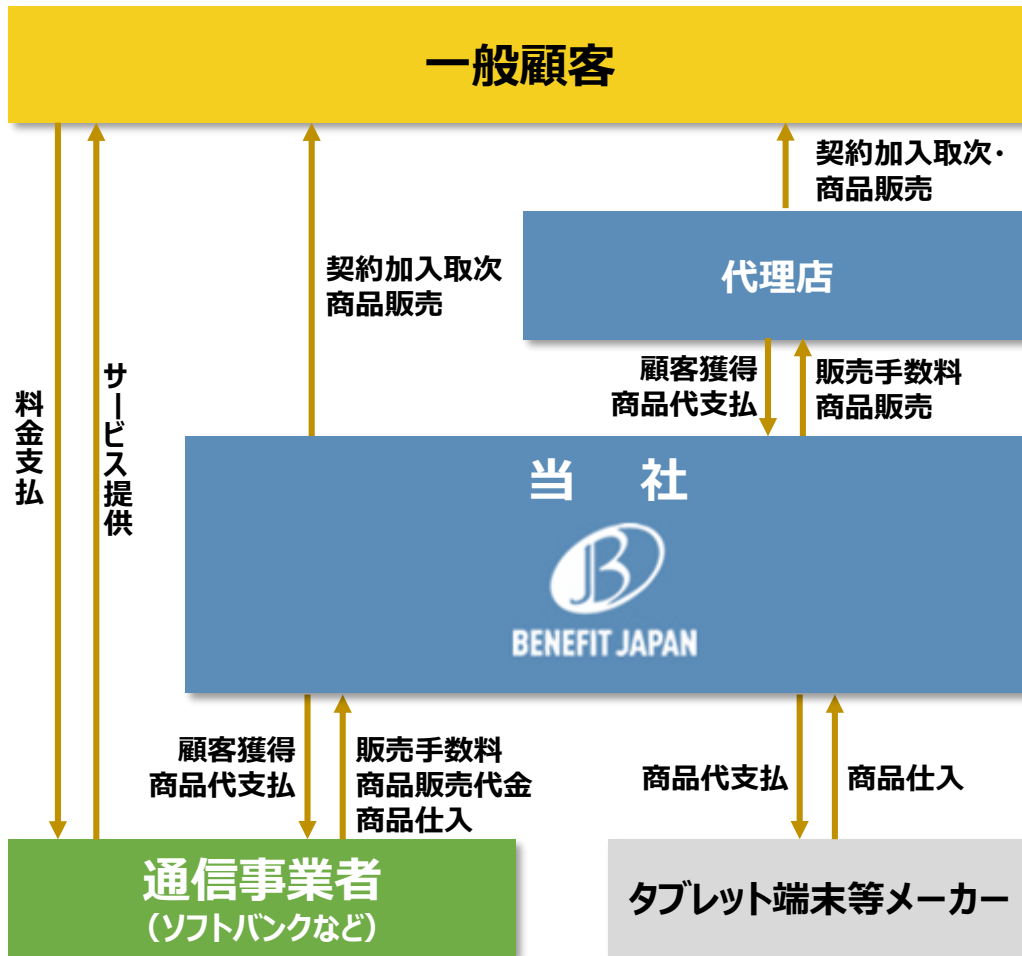 一般顧客
契約加入取次・
商品販売
代理店
契約加入取次
商品販売
顧客獲得
商品代支払
販売手数料
商品販売
料金支払
サービス提供
当 社
JB
BENEFIT JAPAN
顧客獲得
商品代支払
販売手数料
商品販売代金
商品仕入
商品代支払
商品仕入
通信事業者
（ソフトバンクなど）
タブレット端末等メーカー